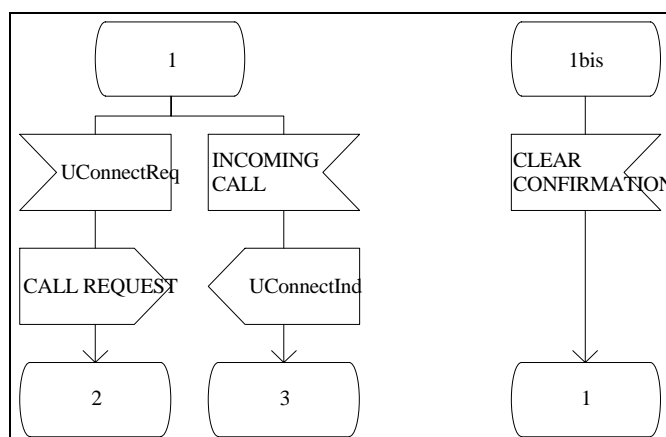 1
1bis
UConnectReq
INCOMING
CALL
CLEAR
CONFIRMATION
CALL REQUEST
UConnectInd
2
3
1